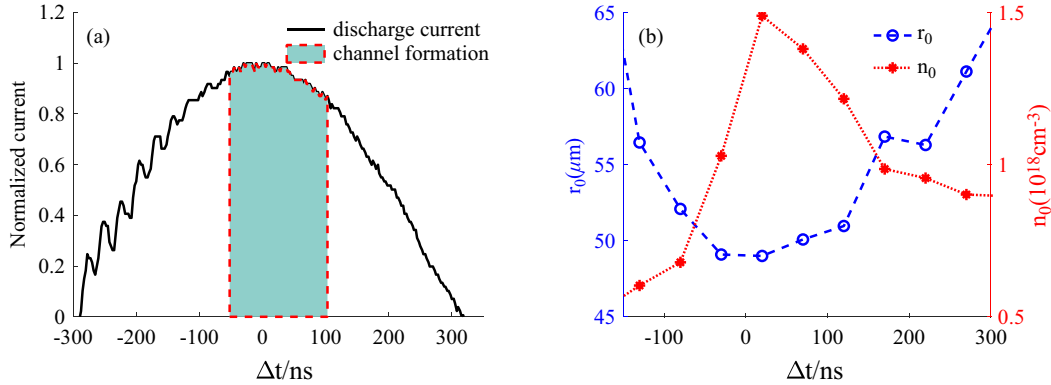 (a)
discharge current
channel formation
Normalized current
1.2
1
0.8
0.6
0.4
0.2
0
-300
-200
-100
0
100
200
300
Δt/ns
(b)
r₀
n₀
r₀(μm)
65
60
55
50
45
-100
0
100
200
300
Δt/ns
1.5
1
0.5
n₀(10¹⁸cm⁻³)